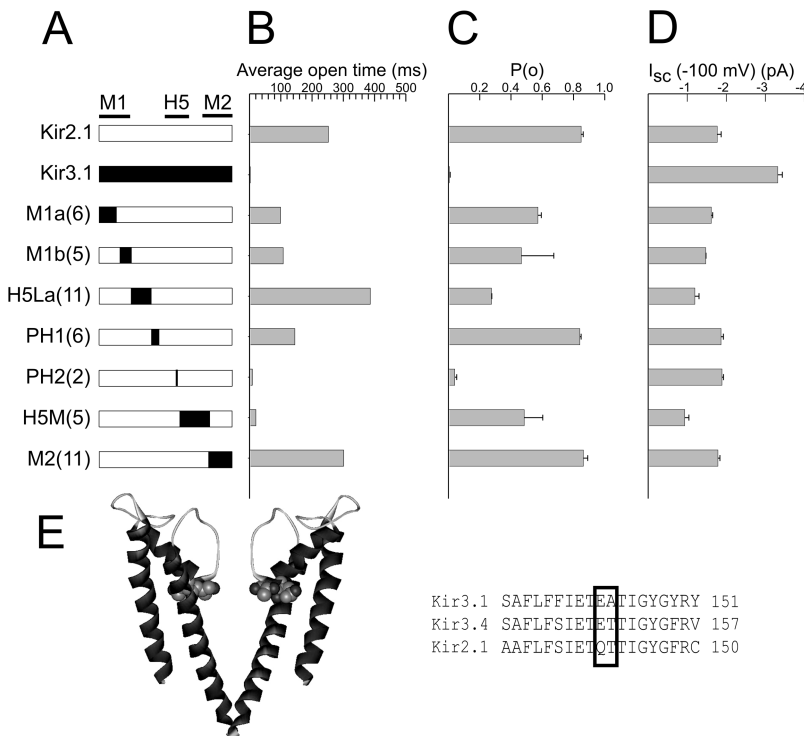 A B C D
Average open time (ms) P(o) I_SC (-100 mV) (pA)
100 200 300 400 500 0.2 0.4 0.6 0.8 1.0 -1 -2 -3 -4
M1 H5 M2
Kir2.1
Kir3.1
M1a(6)
M1b(5)
H5La(11)
PH1(6)
PH2(2)
H5M(5)
M2(11)
E
Kir3.1 SAFLFFIETEATIGYGYRY 151
Kir3.4 SAFLFSIETETTIGYGFRV 157
Kir2.1 AAFLFSIETQTTIGYGFRC 150